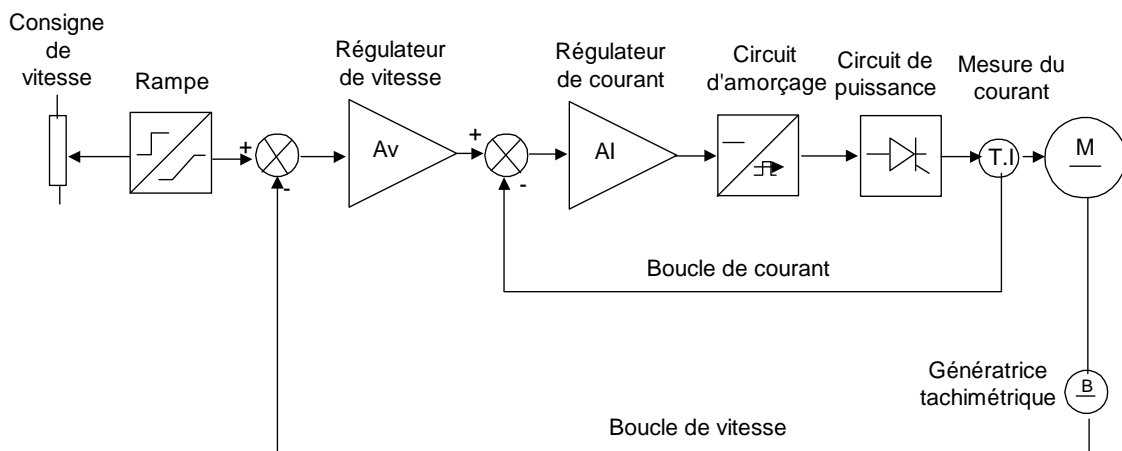 Consigne
de
vitesse
Rampe
Régulateur
de vitesse
Régulateur
de courant
Circuit
d'amorçage
Circuit de
puissance
Mesure du
courant
+
-
Av
+
-
AI
T.I
M
Boucle de courant
Génératrice
tachimétrique
B
Boucle de vitesse